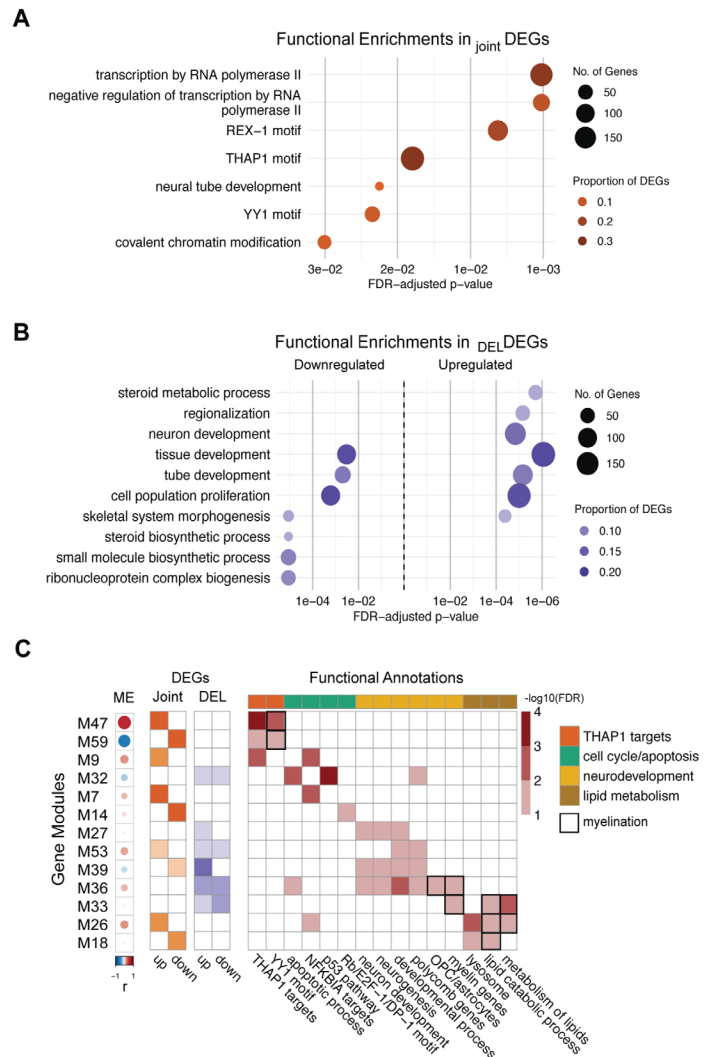 A
Functional Enrichments in joint DEGs
transcription by RNA polymerase II
negative regulation of transcription by RNA
polymerase II
REX−1 motif
THAP1 motif
neural tube development
YY1 motif
covalent chromatin modification
3e−02 2e−02 1e−02 1e−03
FDR−adjusted p−value
No. of Genes
50
100
150
Proportion of DEGs
0.1
0.2
0.3
B
Functional Enrichments in DELDEGs
Downregulated Upregulated
steroid metabolic process
regionalization
neuron development
tissue development
tube development
cell population proliferation
skeletal system morphogenesis
steroid biosynthetic process
small molecule biosynthetic process
ribonucleoprotein complex biogenesis
1e−04 1e−02 1e−02 1e−04 1e−06
FDR−adjusted p−value
No. of Genes
50
100
150
Proportion of DEGs
0.10
0.15
0.20
C
DEGs Functional Annotations
ME Joint DEL
-log10(FDR)
4
3
2
1
THAP1 targets
cell cycle/apoptosis
neurodevelopment
lipid metabolism
myelination
Gene Modules
M47
M59
M9
M32
M7
M14
M27
M53
M39
M36
M33
M26
M18
−1 1
r
up
down
up
down
THAP1 targets
YY1 motif
apoptotic process
NFKB/A targets
p53 pathway
Rb/E2F−1/DP−1 motif
neuron development
neurogenesis
developmental process
polycomb genes
OPC/astrocytes
myelin genes
lysosome
lipid catabolic process
metabolism of lipids